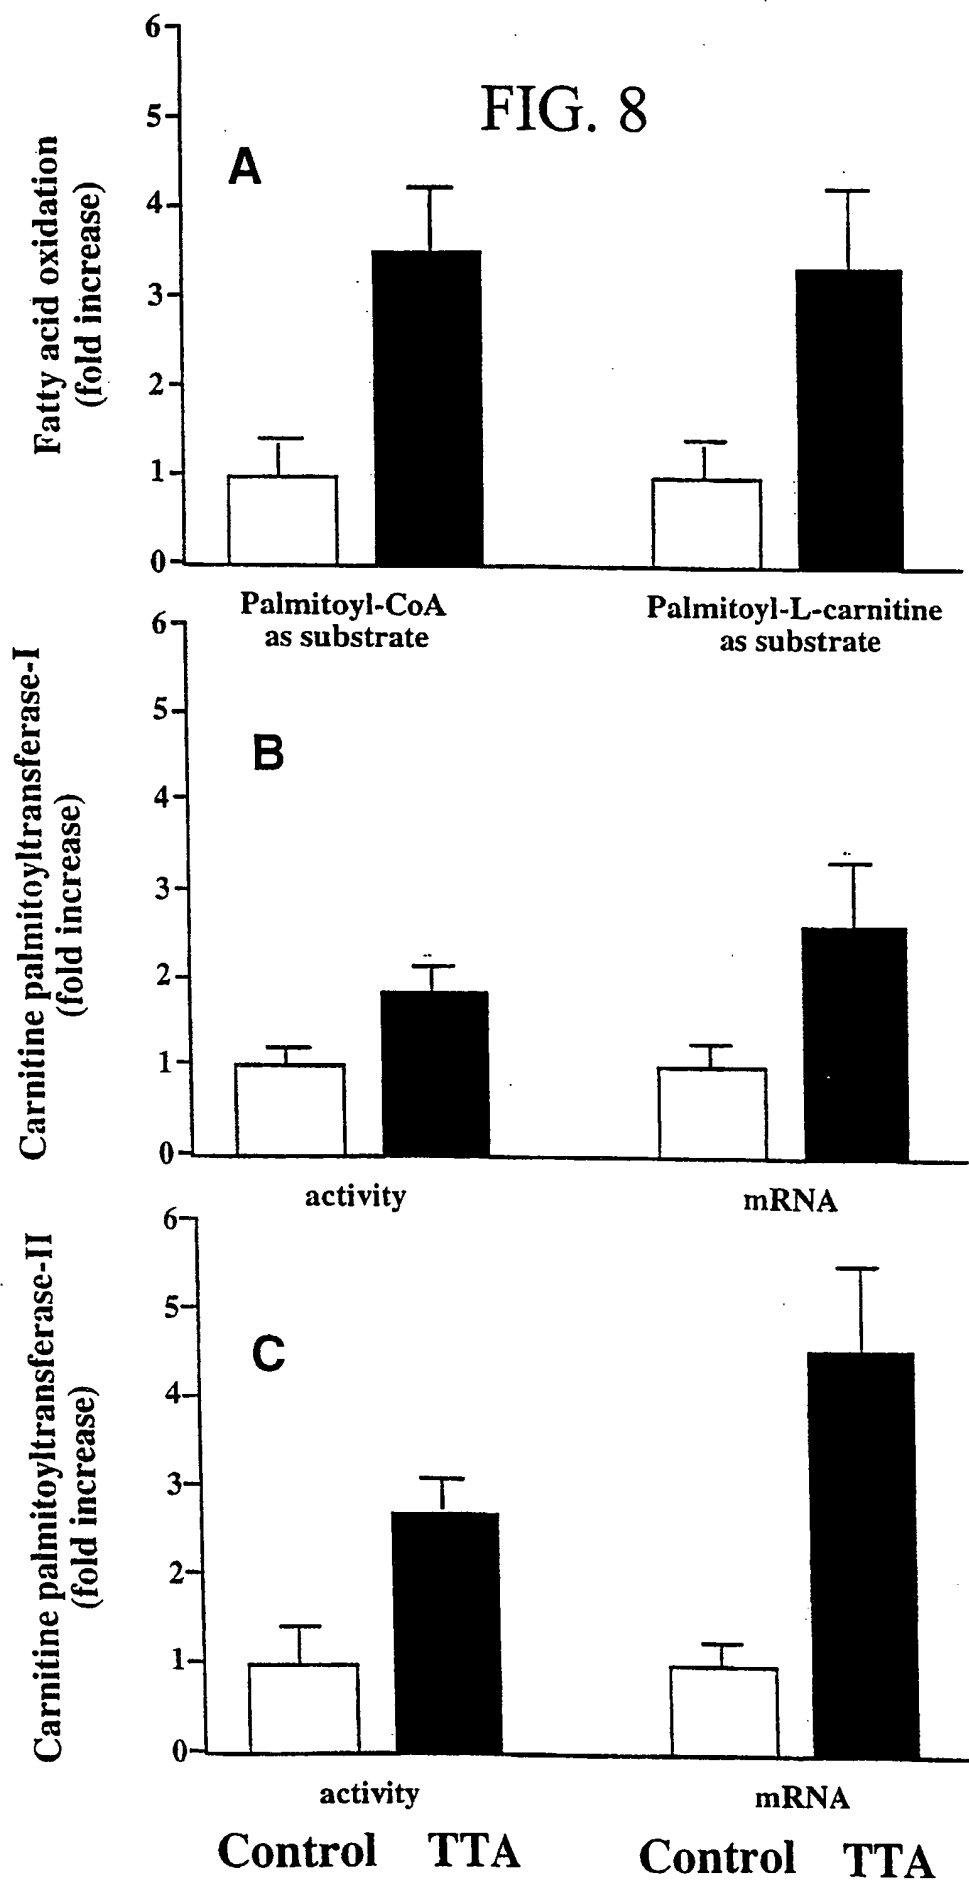 FIG. 8
A
Fatty acid oxidation
(fold increase)
6
5
4
3
2
1
0
Palmitoyl-CoA
as substrate
Palmitoyl-L-carnitine
as substrate
B
Carnitine palmitoyltransferase-I
(fold increase)
6
5
4
3
2
1
0
activity
mRNA
C
Carnitine palmitoyltransferase-II
(fold increase)
6
5
4
3
2
1
0
activity
mRNA
Control TTA
Control TTA